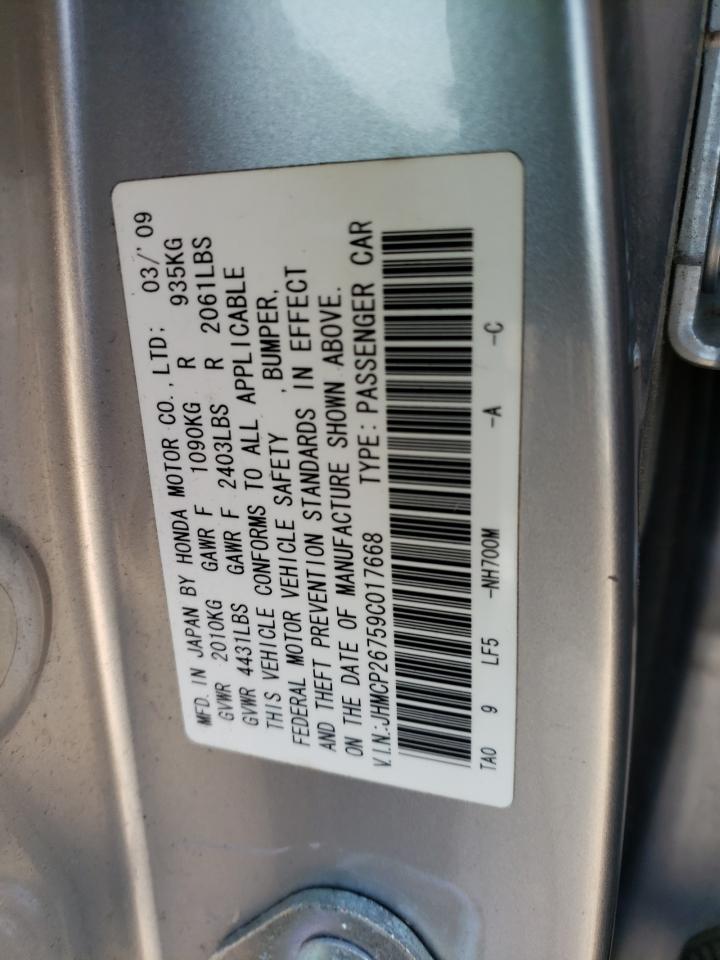 MFD. IN JAPAN BY HONDA MOTOR CO., LTD: 03/'09
GVWR 2010KG GAWR F 1090KG R 935KG
GVWR 4431LBS GAWR F 2403LBS R 2061LBS
THIS VEHICLE CONFORMS TO ALL APPLICABLE
FEDERAL MOTOR VEHICLE SAFETY , BUMPER,
AND THEFT PREVENTION STANDARDS IN EFFECT
ON THE DATE OF MANUFACTURE SHOWN ABOVE.
V.I.N.:JHMCP26759C017668 TYPE: PASSENGER CAR
TA0 9 LF5 -NH700M -A -C